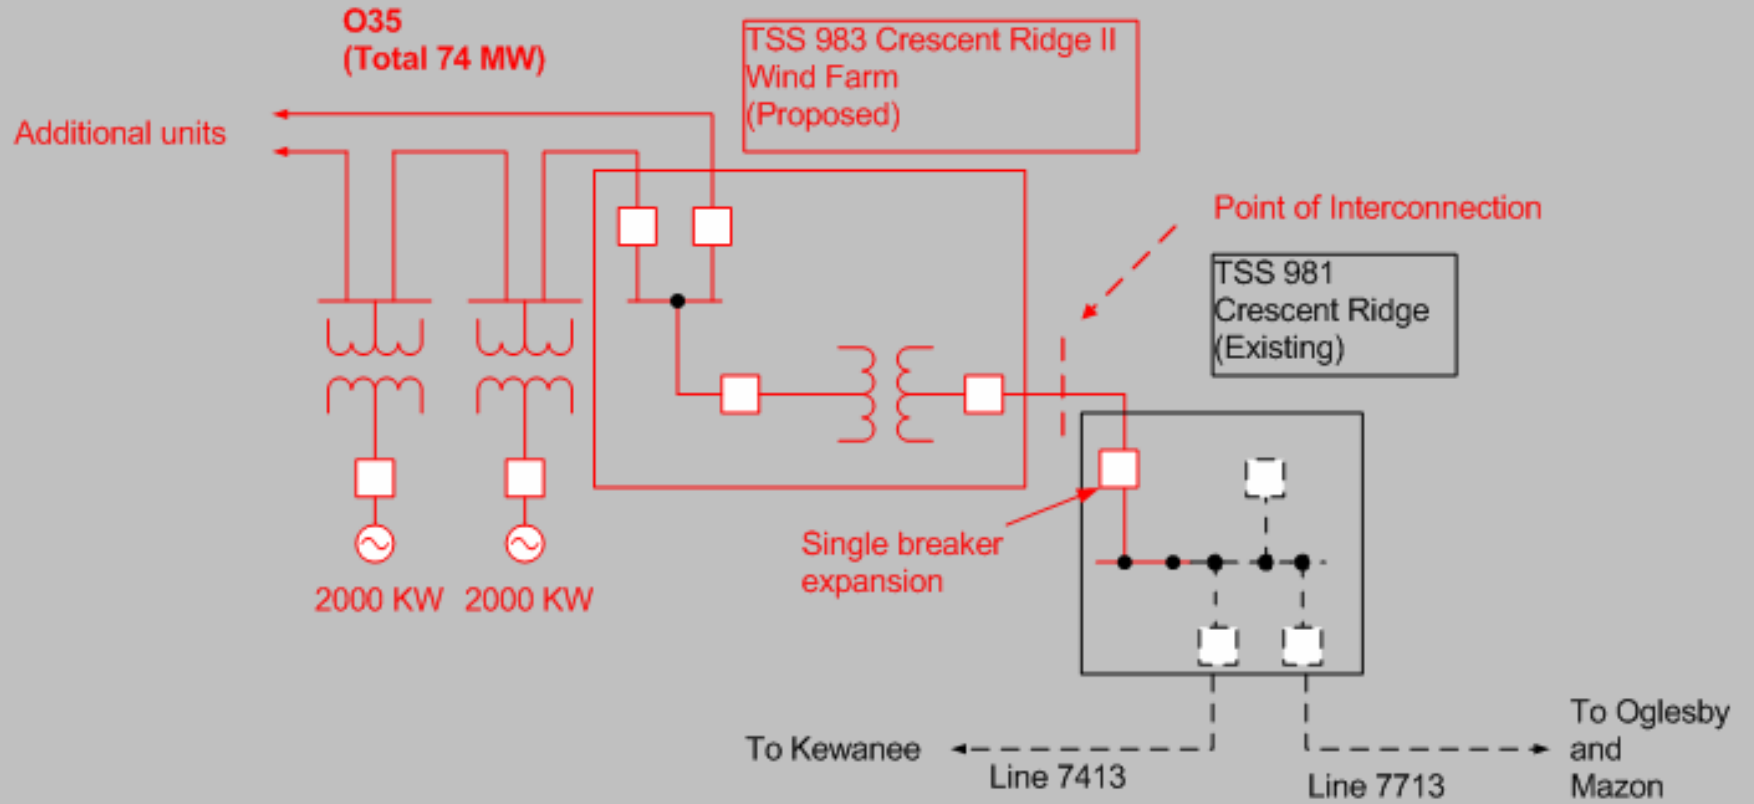 O35
(Total 74 MW)
TSS 983 Crescent Ridge II
Wind Farm
(Proposed)
Additional units
Point of Interconnection
TSS 981
Crescent Ridge
(Existing)
Single breaker
expansion
2000 KW
2000 KW
To Kewanee
Line 7413
Line 7713
To Oglesby
and
Mazon